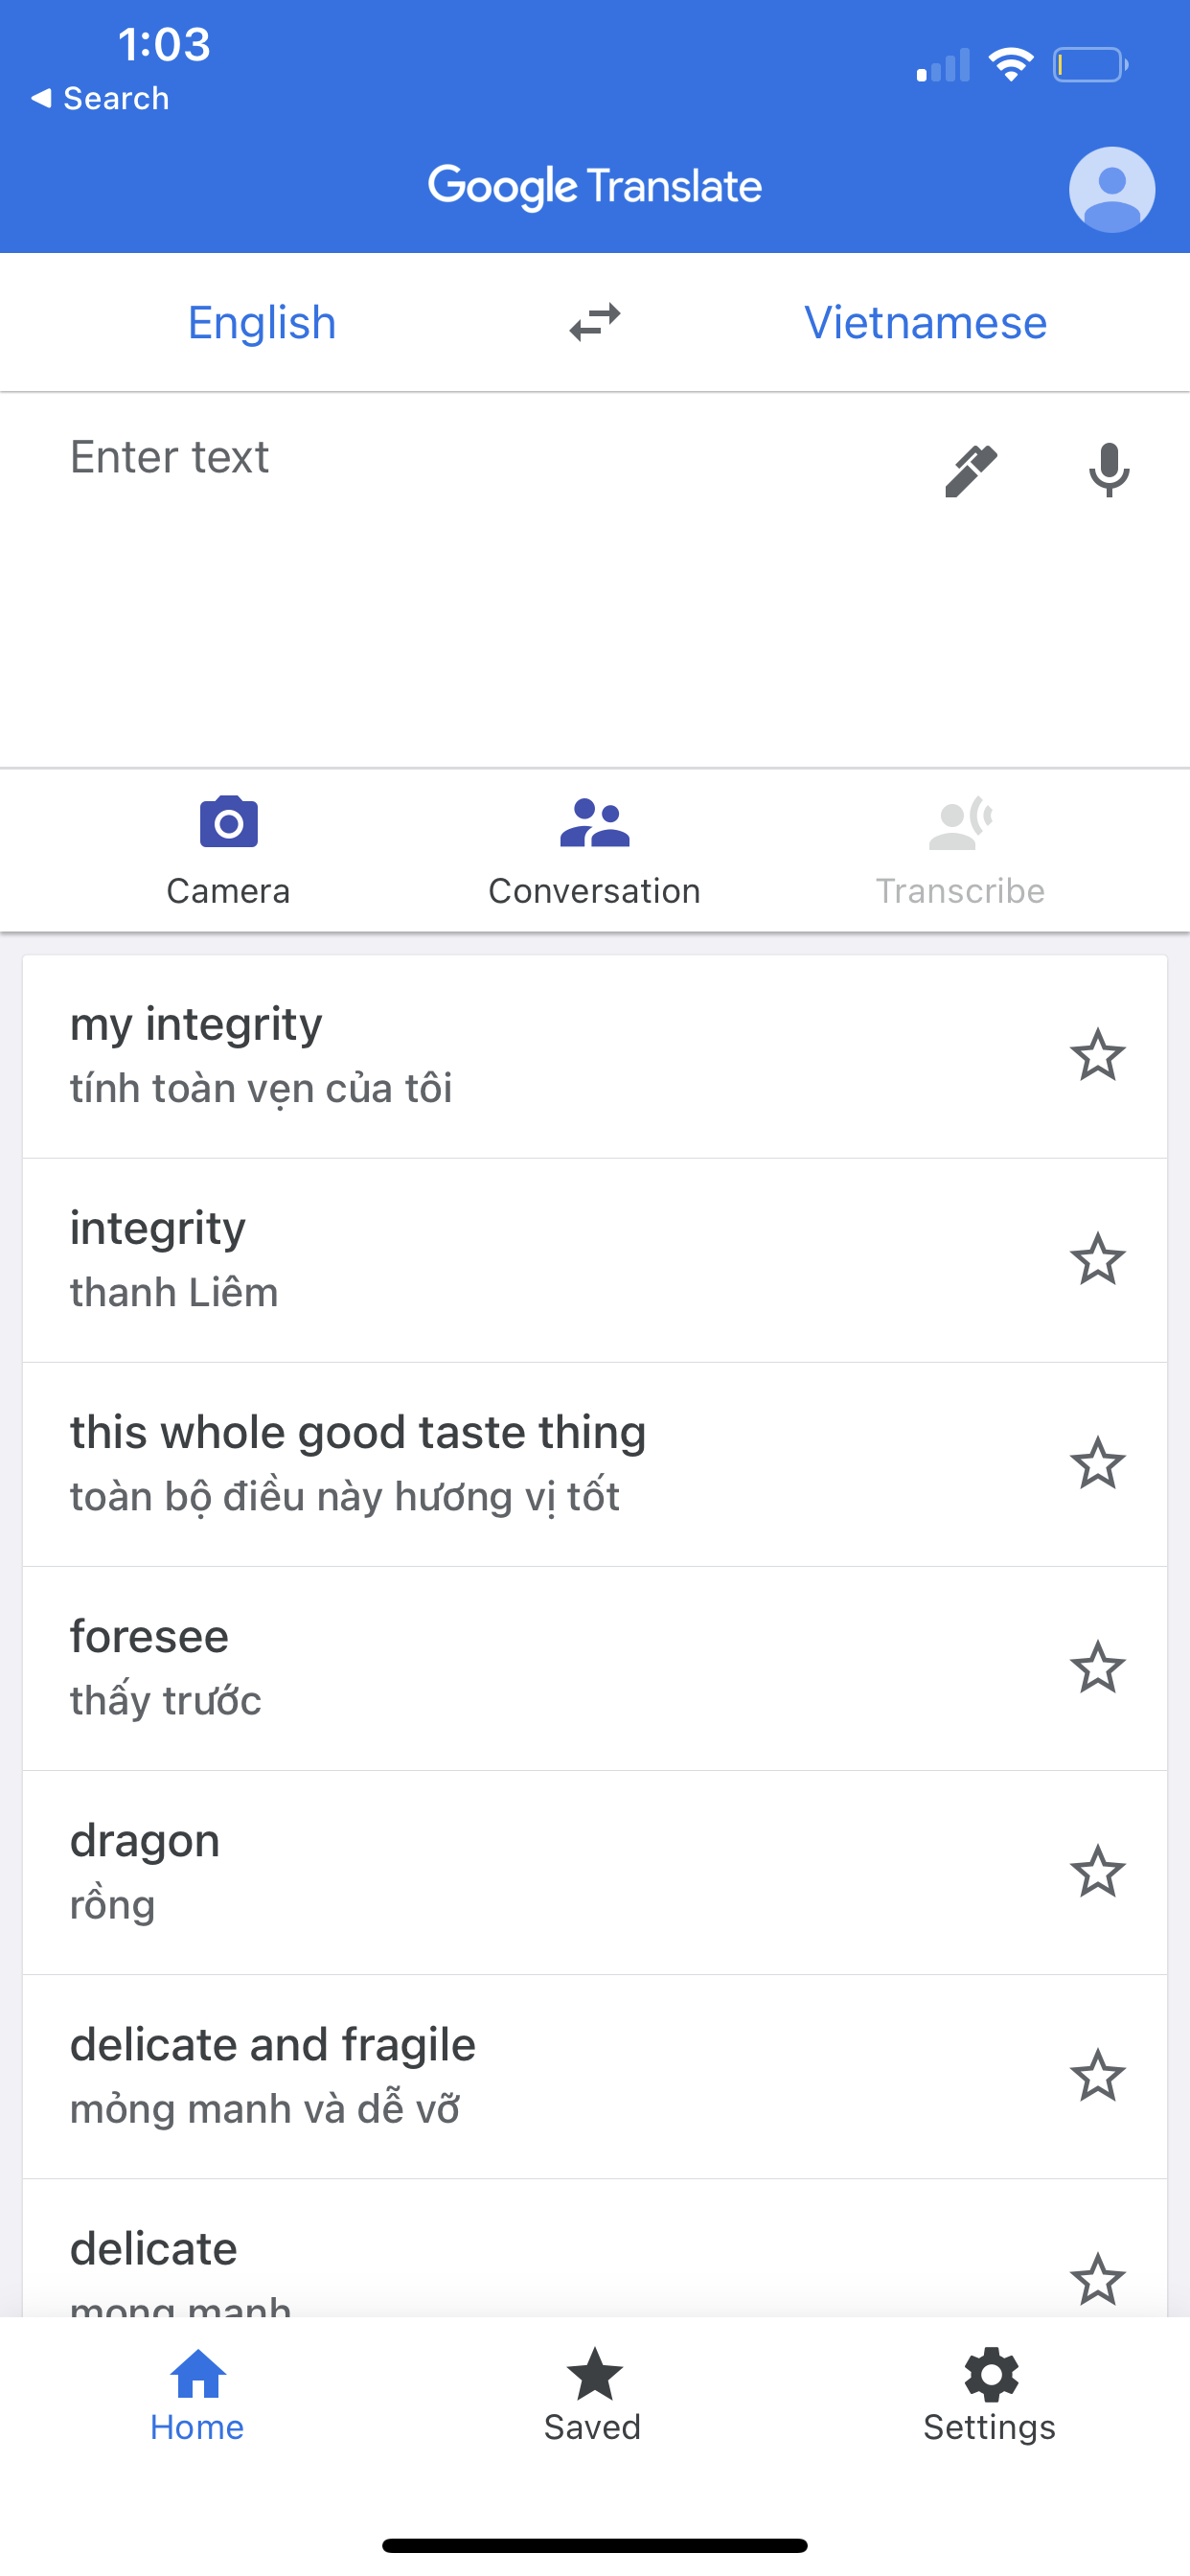 1:03
Search
Google Translate
English
Vietnamese
Enter text
Camera
Conversation
Transcribe
my integrity
tính toàn vẹn của tôi
integrity
thanh Liêm
this whole good taste thing
toàn bộ điều này hương vị tốt
foresee
thấy trước
dragon
rồng
delicate and fragile
mỏng manh và dễ vỡ
delicate
Home
Saved
Settings